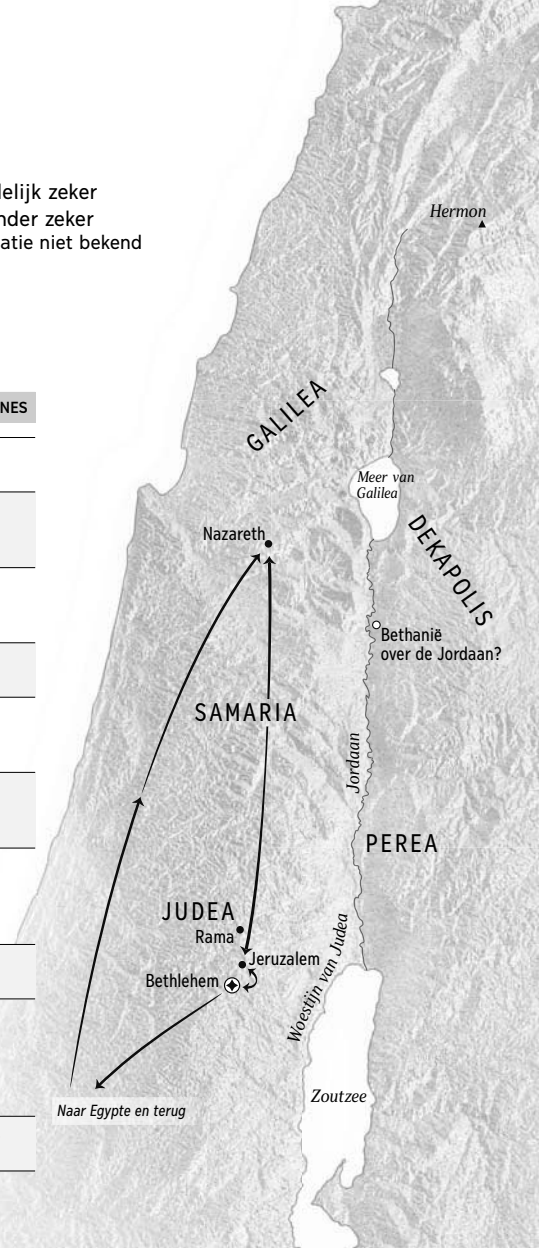 elijk zeker
nder zeker
atie niet bekend
Hermon
NES
GALILEA
Meer van
Galilea
Nazareth
DEKAPOLIS
Bethanië
over de Jordaan?
SAMARIA
Jordaan
PEREA
JUDEA
Rama
Jeruzalem
Bethlehem
Woestijn van Judea
Zoutzee
Naar Egypte en terug